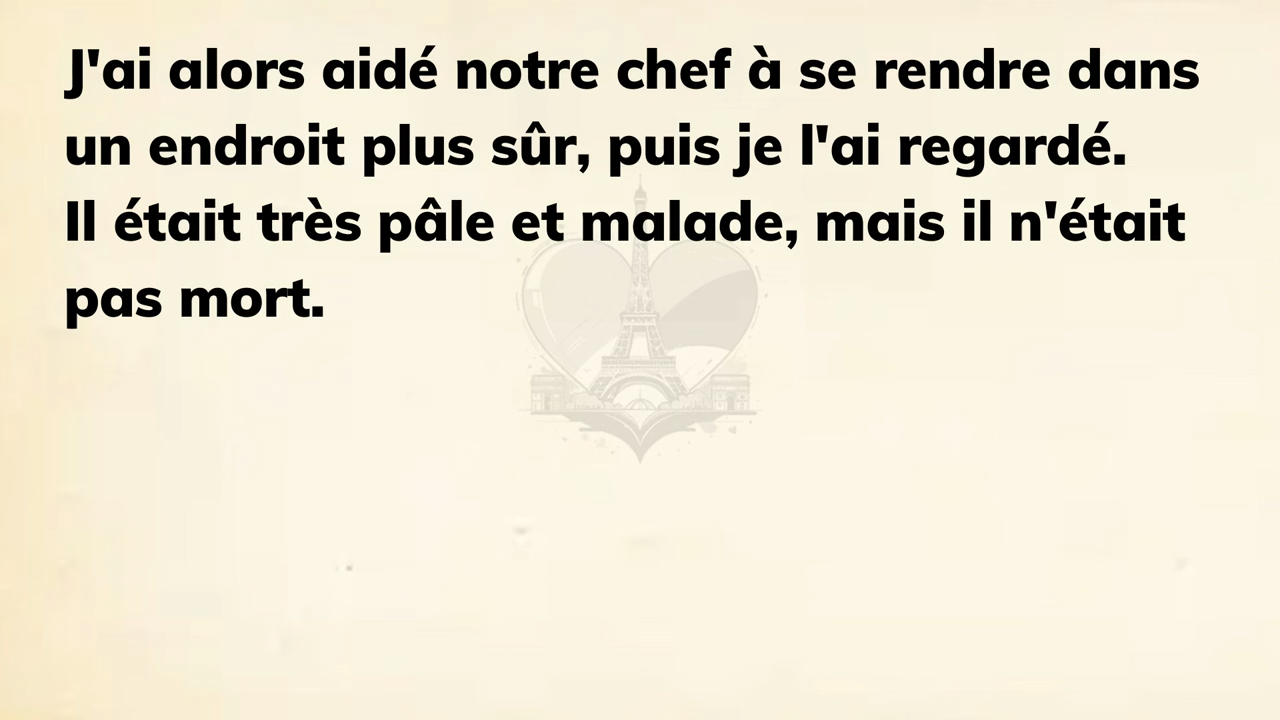 J'ai alors aidé notre chef à se rendre dans
un endroit plus sûr, puis je l'ai regardé.
Il était très pâle et malade, mais il n'était
pas mort.